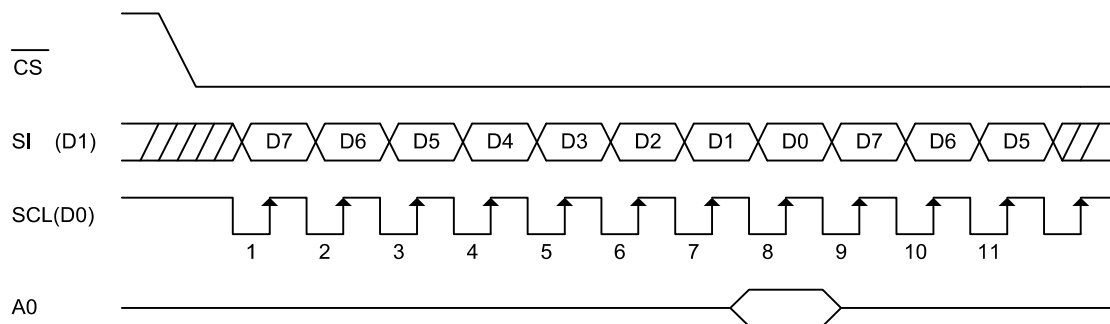 CS
SI (D1) D7 D6 D5 D4 D3 D2 D1 D0 D7 D6 D5
SCL(D0)
1 2 3 4 5 6 7 8 9 10 11
A0